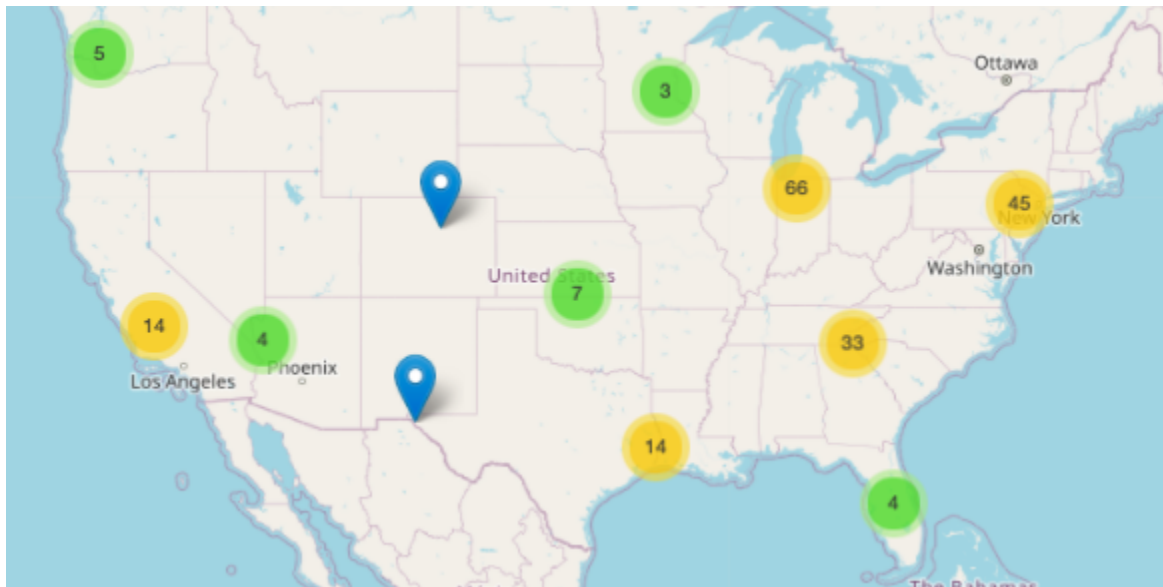 5
Ottawa
3
66
45
New York
Washington
United States
7
14
4
33
Los Angeles
Phoenix
14
4
The Bahamas